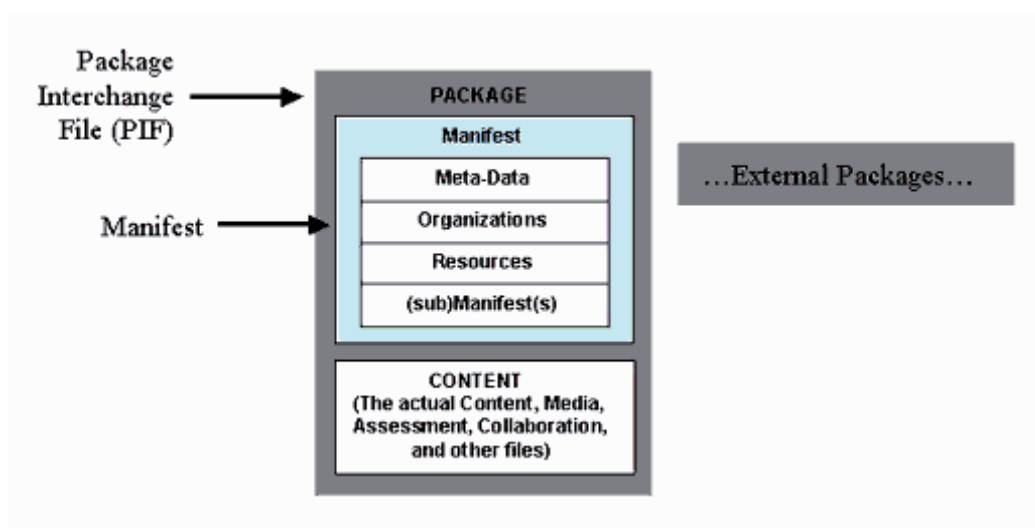 Package
Interchange
File (PIF)
PACKAGE
Manifest
Meta-Data
Organizations
Resources
(sub)Manifest(s)
Manifest
CONTENT
(The actual Content, Media,
Assessment, Collaboration,
and other files)
...External Packages...